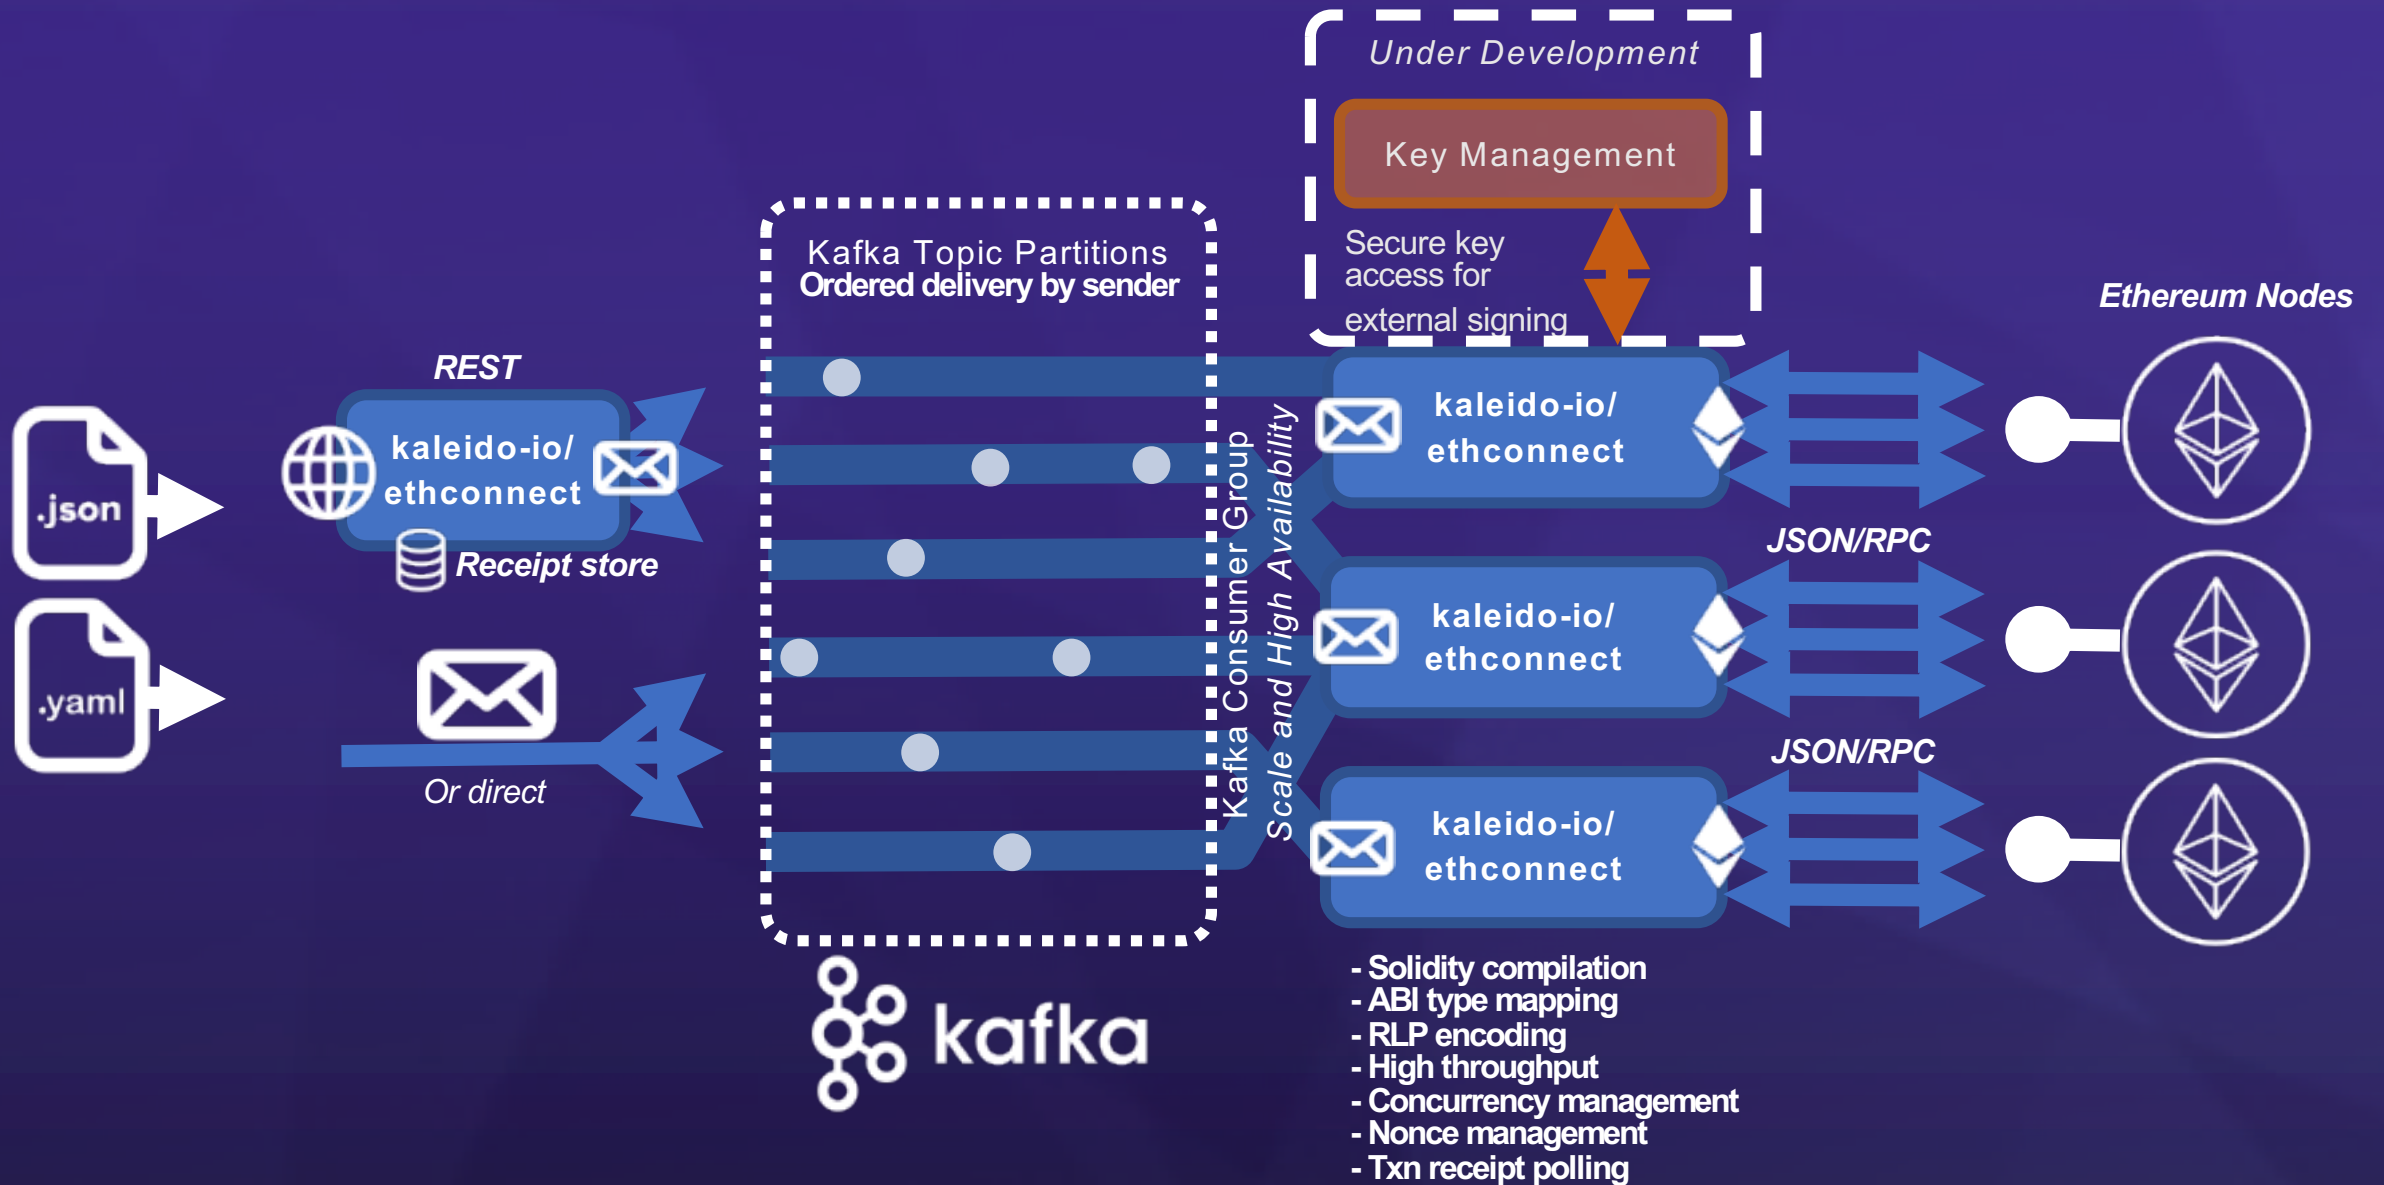 Under Development
Key Management
Secure key
access for
external signing
Kafka Topic Partitions
Ordered delivery by sender
Ethereum Nodes
REST
kaleido-io/
ethconnect
Receipt store
.json
.yaml
Or direct
Kafka Consumer Group
Scale and High Availability
kaleido-io/
ethconnect
JSON/RPC
kaleido-io/
ethconnect
JSON/RPC
kaleido-io/
ethconnect
kafka
- Solidity compilation
- ABI type mapping
- RLP encoding
- High throughput
- Concurrency management
- Nonce management
- Txn receipt polling